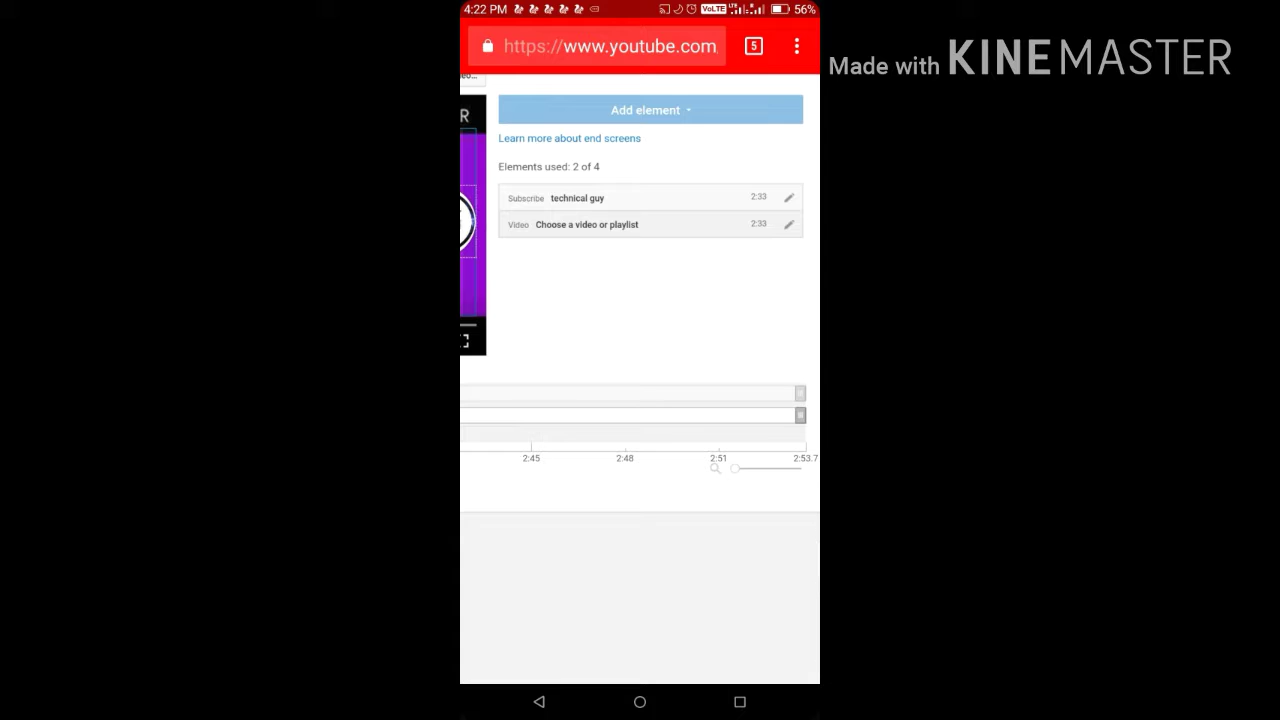 4:22 PM VoLTE LTE 56%
https://www.youtube.com
5
Made with KINEMASTER
R
Add element
Learn more about end screens
Elements used: 2 of 4
Subscribe technical guy 2:33
Video Choose a video or playlist 2:33
2:45 2:48 2:51 2:53.7